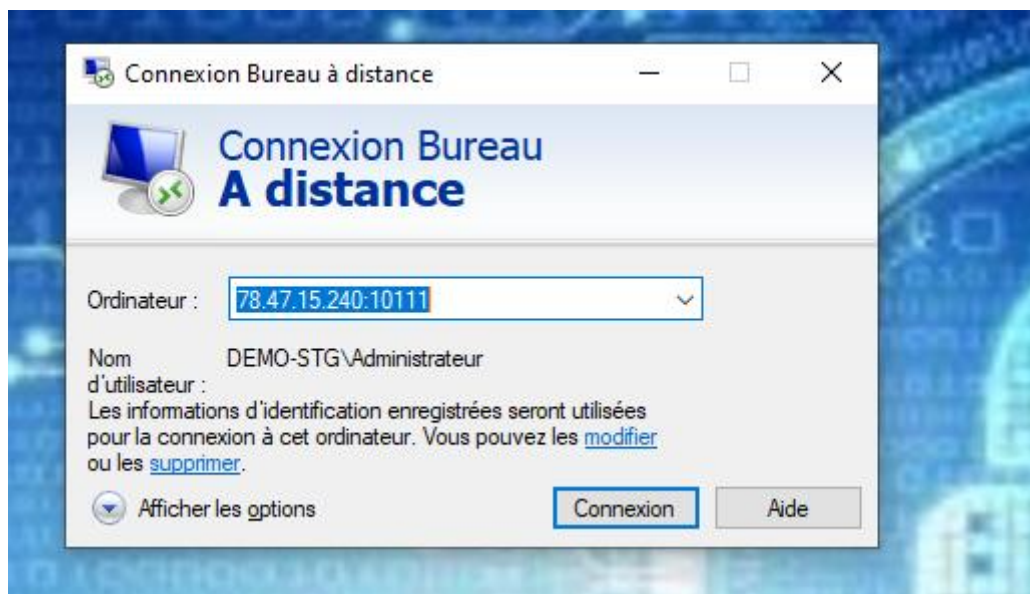 Connexion Bureau à distance
Connexion Bureau
A distance
Ordinateur :
78.47.15.240:10111
Nom
d'utilisateur :
DEMO-STG\Administrateur
Les informations d'identification enregistrées seront utilisées
pour la connexion à cet ordinateur. Vous pouvez les modifier
ou les supprimer.
Afficher les options
Connexion
Aide